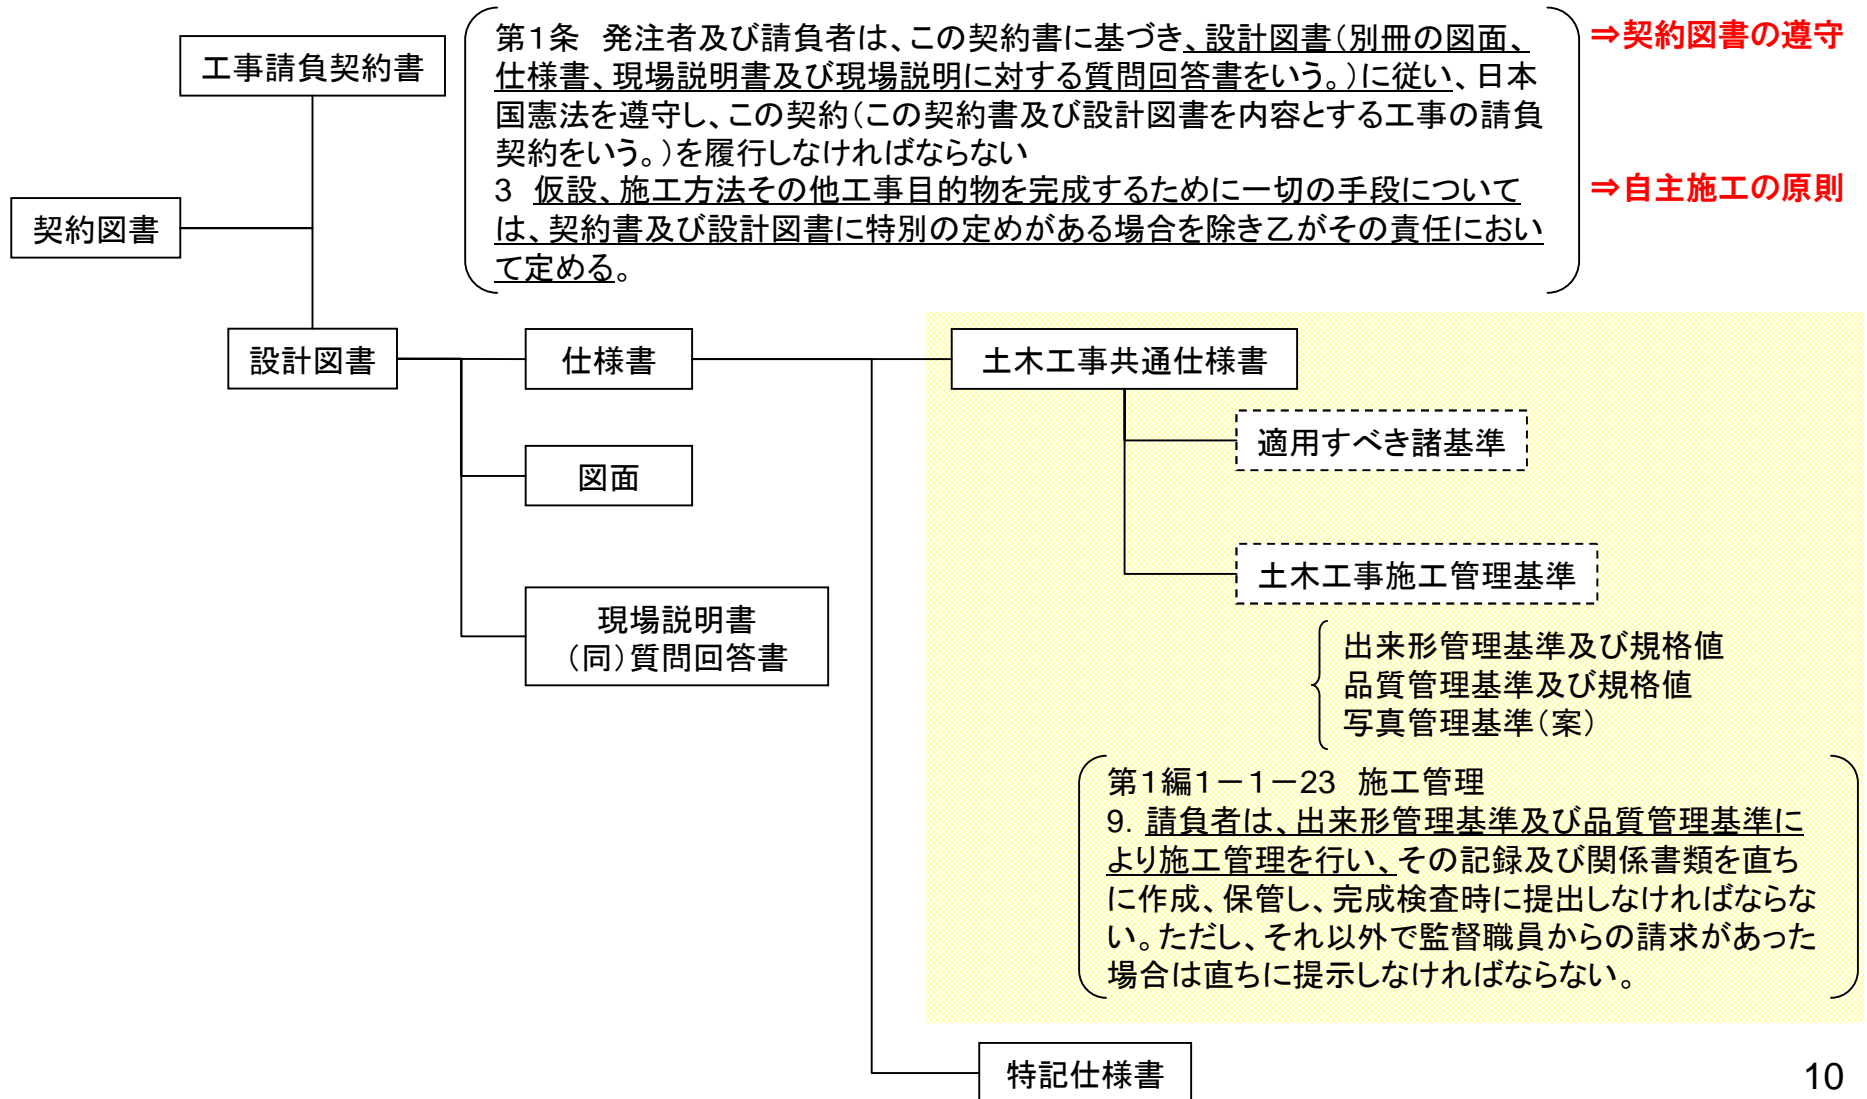 工事請負契約書
第1条 発注者及び請負者は、この契約書に基づき、設計図書(別冊の図面、
仕様書、現場説明書及び現場説明に対する質問回答書をいう。)に従い、日本
国憲法を遵守し、この契約(この契約書及び設計図書を内容とする工事の請負
契約をいう。)を履行しなければならない
3 仮設、施工方法その他工事目的物を完成するために一切の手段について
は、契約書及び設計図書に特別の定めがある場合を除き乙がその責任におい
て定める。
⇒契約図書の遵守
⇒自主施工の原則
契約図書
設計図書
仕様書
土木工事共通仕様書
適用すべき諸基準
図面
土木工事施工管理基準
現場説明書
(同)質問回答書
出来形管理基準及び規格値
品質管理基準及び規格値
写真管理基準(案)
第1編1-1-23 施工管理
9. 請負者は、出来形管理基準及び品質管理基準に
より施工管理を行い、その記録及び関係書類を直ち
に作成、保管し、完成検査時に提出しなければならな
い。ただし、それ以外で監督職員からの請求があった
場合は直ちに提示しなければならない。
特記仕様書
10